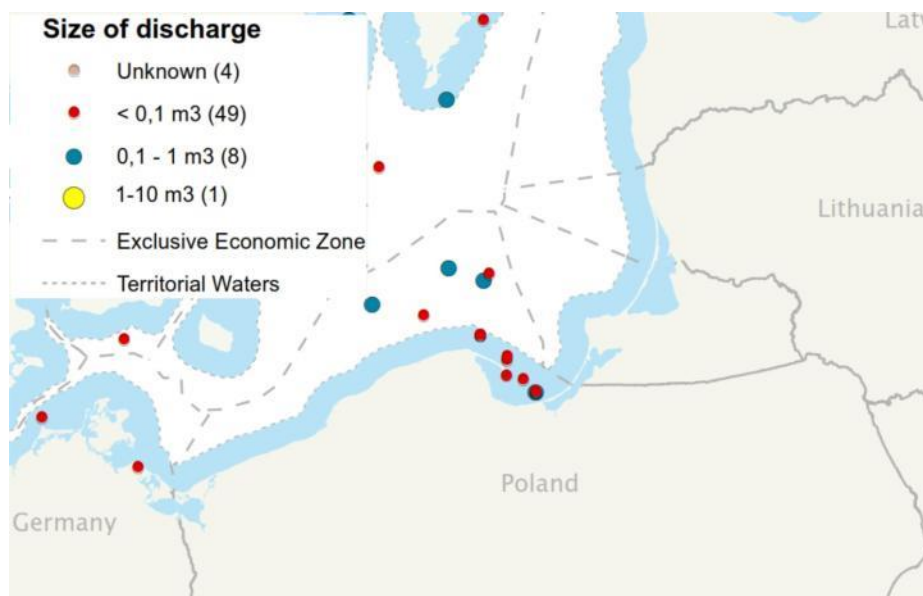 Size of discharge
Unknown (4)
< 0,1 m3 (49)
0,1 - 1 m3 (8)
1-10 m3 (1)
Exclusive Economic Zone
Territorial Waters
Lithuania
Poland
Germany